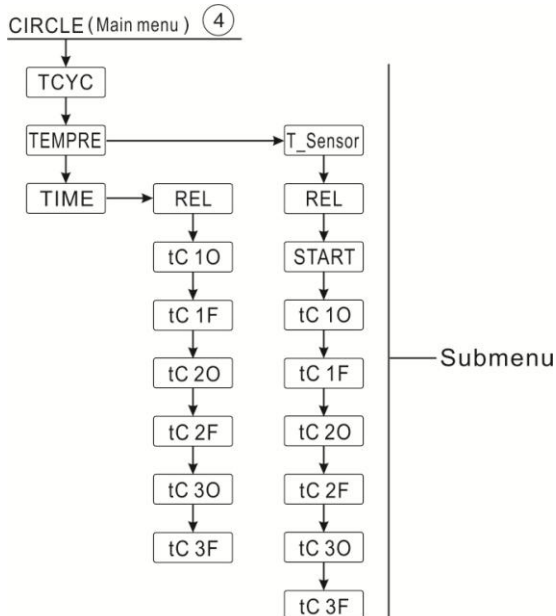 CIRCLE (Main menu) 4
TCYC
TEMPRE T_Sensor
TIME REL REL
tC 1O START
tC 1F tC 1O
tC 2O tC 1F
tC 2F tC 2O
tC 3O tC 2F
tC 3F tC 3O
tC 3F
Submenu